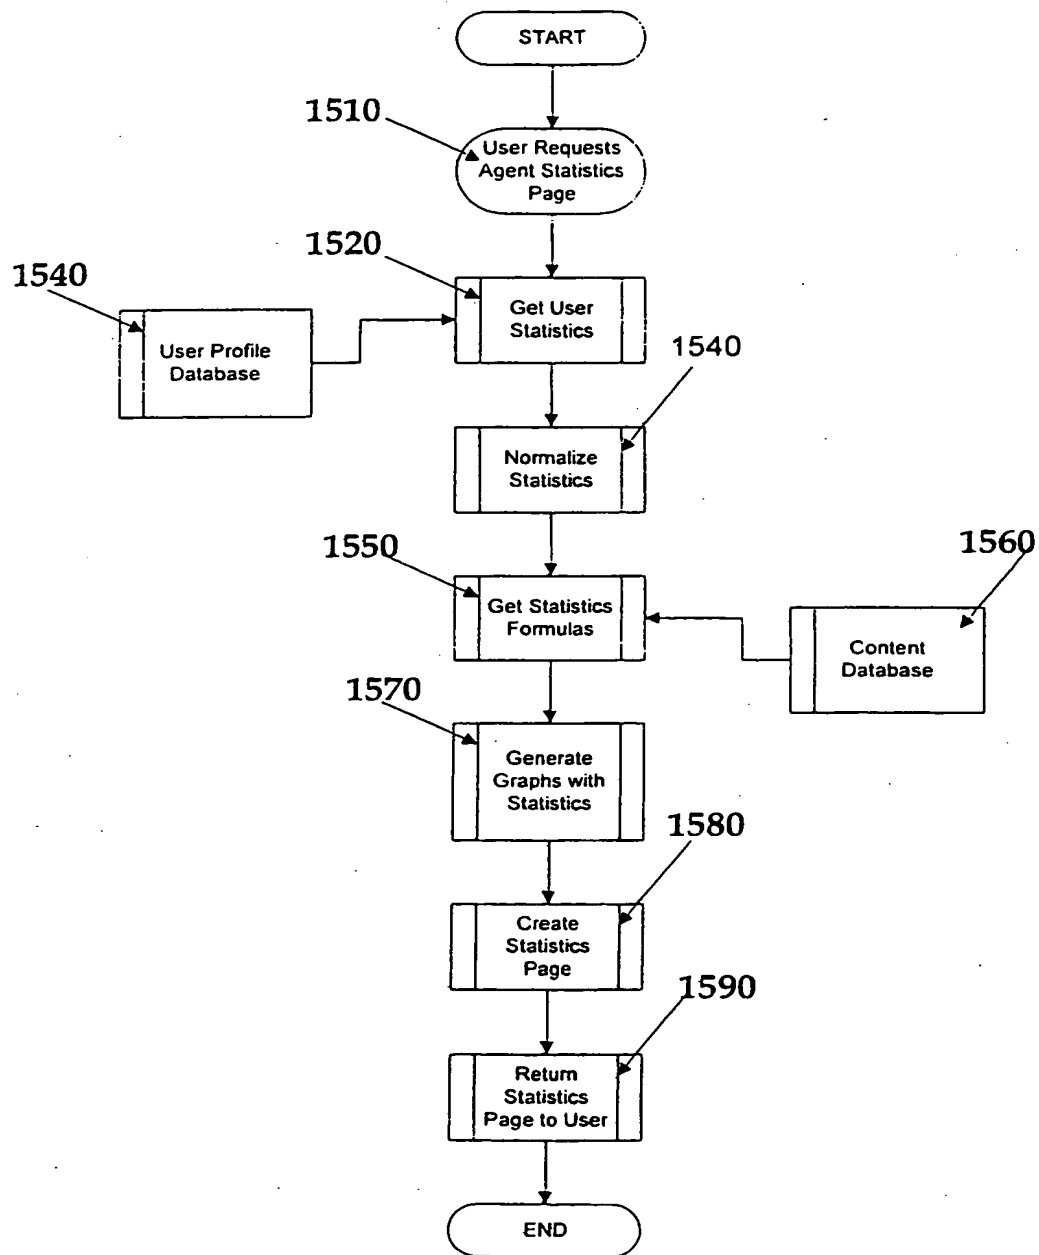 START
1510
User Requests
Agent Statistics
Page
1520
1540
Get User
Statistics
User Profile
Database
1540
Normalize
Statistics
1550
1560
Get Statistics
Formulas
Content
Database
1570
Generate
Graphs with
Statistics
1580
Create
Statistics
Page
1590
Return
Statistics
Page to User
END